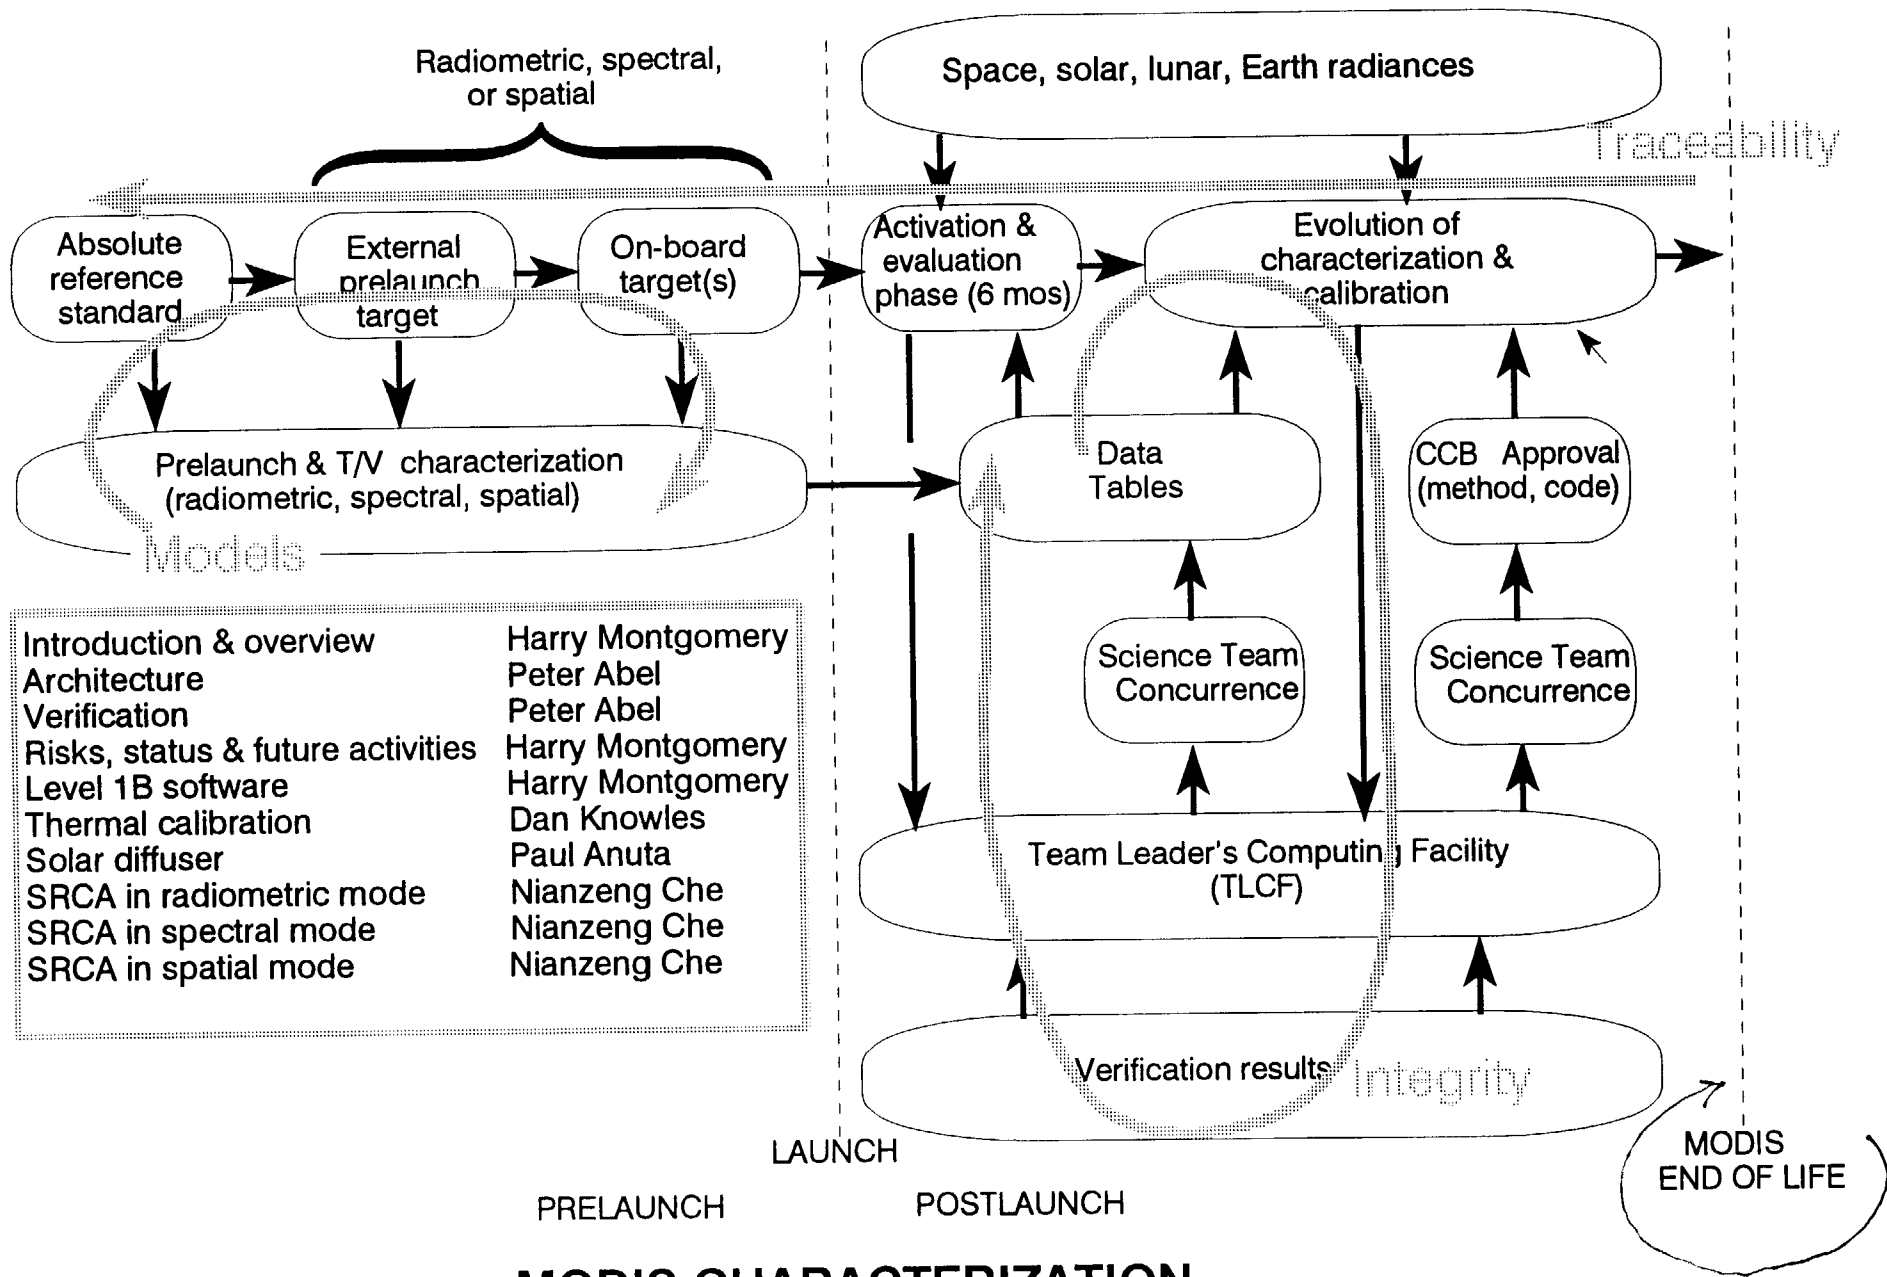 Radiometric, spectral,
or spatial
Space, solar, lunar, Earth radiances
Traceability
Absolute
reference
standard
External
prelaunch
target
On-board
target(s)
Activation &
evaluation
phase (6 mos)
Evolution of
characterization &
calibration
Prelaunch & T/V characterization
(radiometric, spectral, spatial)
Models
Data
Tables
CCB Approval
(method, code)
Introduction & overview Harry Montgomery
Architecture Peter Abel
Verification Peter Abel
Risks, status & future activities Harry Montgomery
Level 1B software Harry Montgomery
Thermal calibration Dan Knowles
Solar diffuser Paul Anuta
SRCA in radiometric mode Nianzeng Che
SRCA in spectral mode Nianzeng Che
SRCA in spatial mode Nianzeng Che
Science Team
Concurrence
Science Team
Concurrence
Team Leader's Computing Facility
(TLCF)
Verification results
Integrity
LAUNCH
PRELAUNCH
POSTLAUNCH
MODIS
END OF LIFE
MODIS CHARACTERIZATION